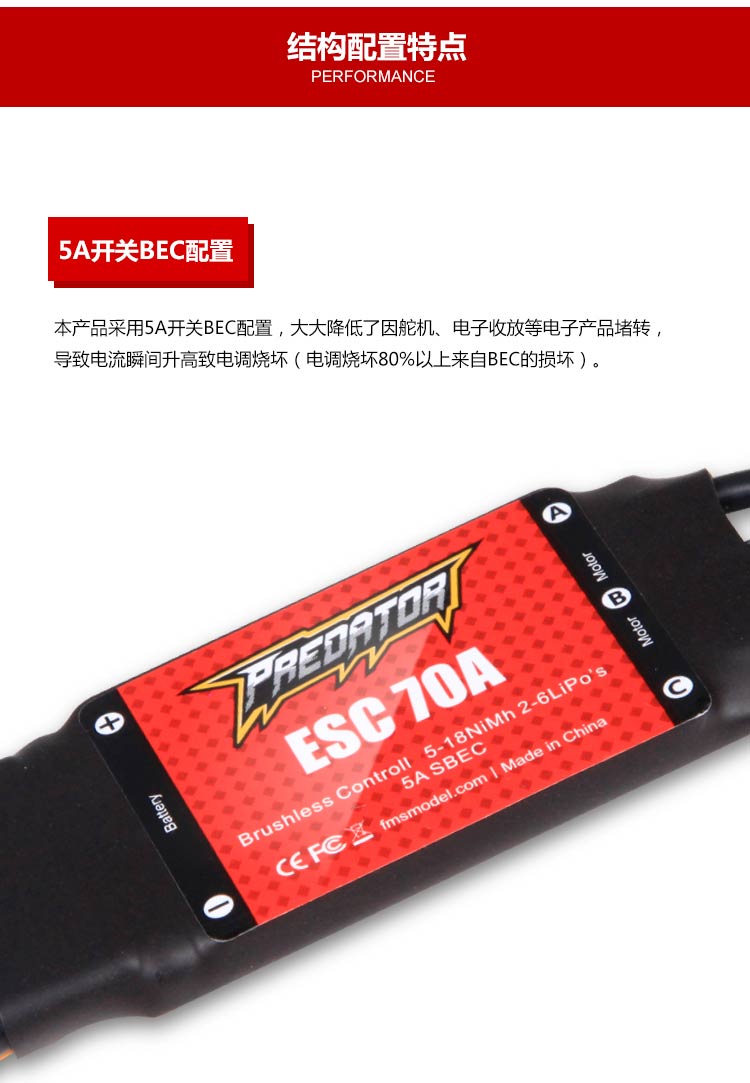 结构配置特点
PERFORMANCE
5A开关BEC配置
本产品采用5A开关BEC配置，大大降低了因舵机、电子收放等电子产品堵转，
导致电流瞬间升高致电调烧坏（电调烧坏80%以上来自BEC的损坏）。
A
Motor
B
Motor
C
PREDATOR
ESC 70A
Brushless Controll 5-18NiMh 2-6LiPo's
5A SBEC
CE FC fmsmodel.com | Made in China
+
Battery
−